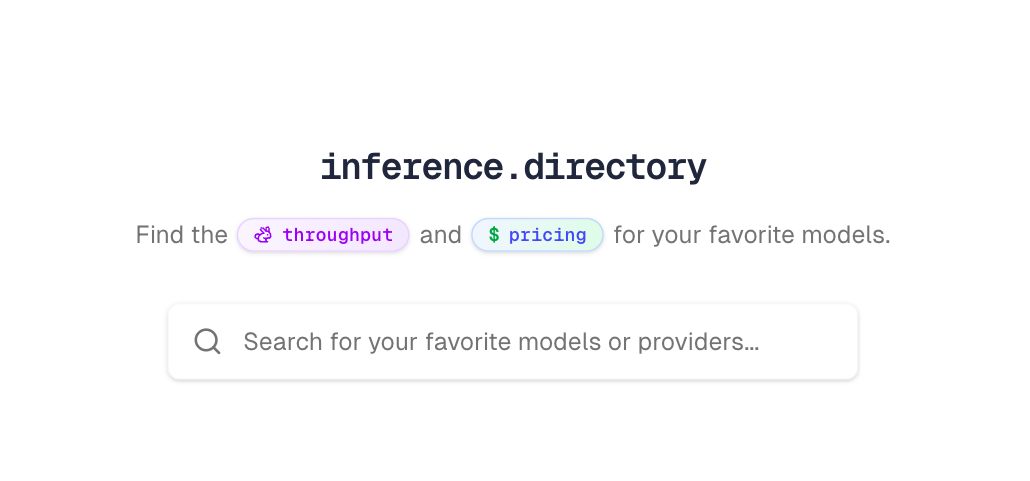 inference.directory
Find the throughput and $ pricing for your favorite models.
Search for your favorite models or providers...